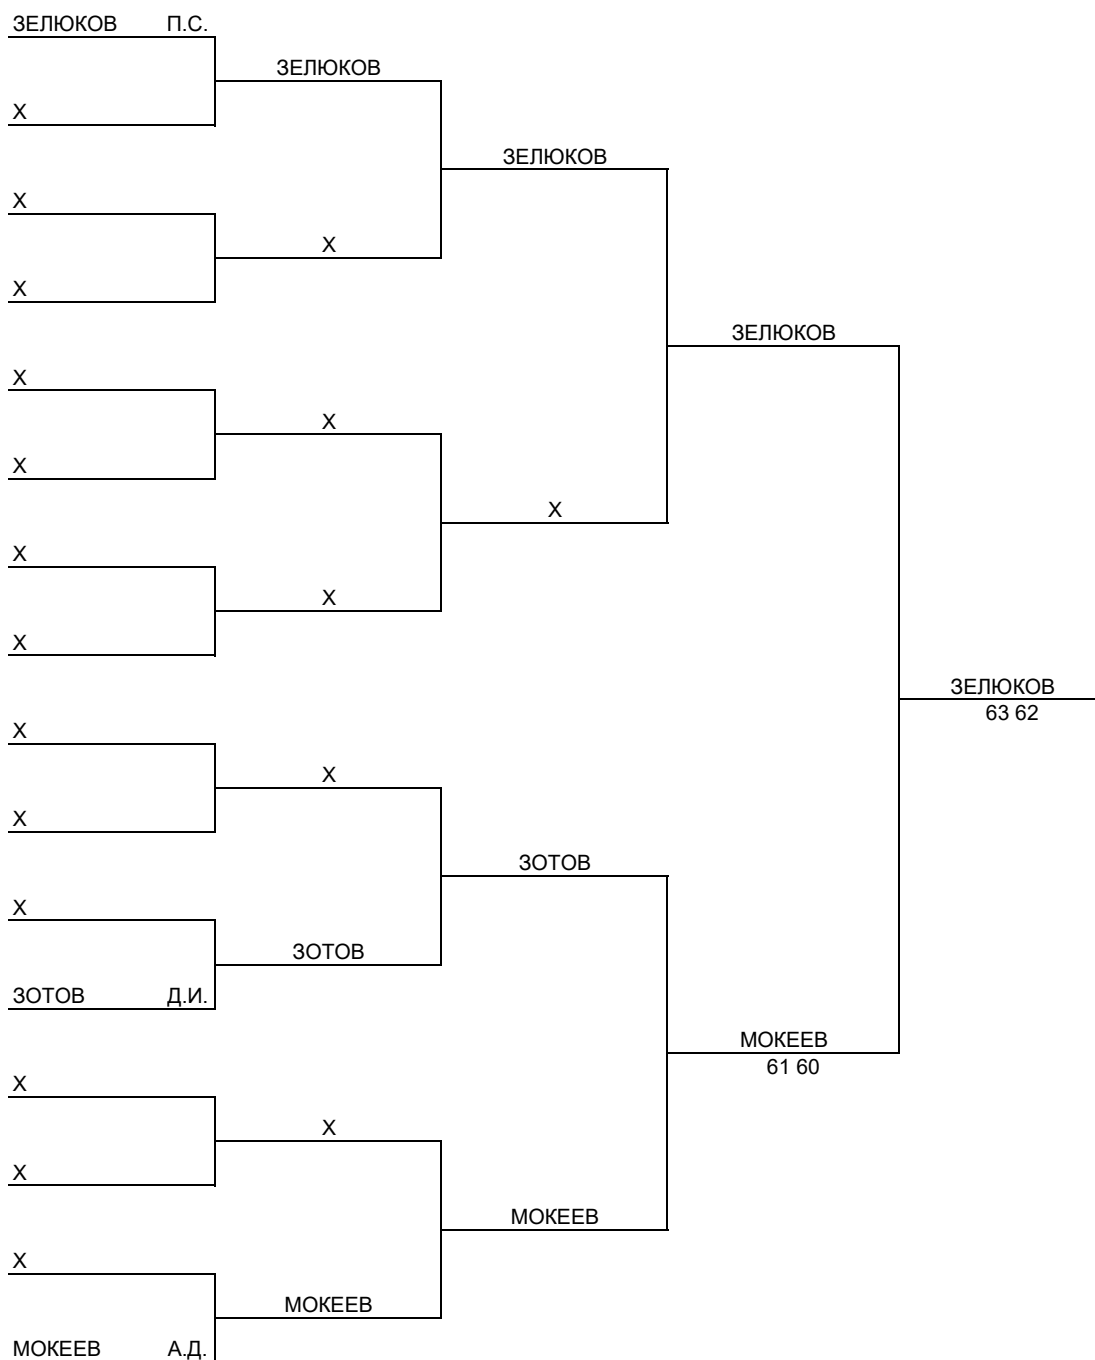 ЗЕЛЮКОВ П.С.
ЗЕЛЮКОВ
Х
ЗЕЛЮКОВ
Х
Х
Х
ЗЕЛЮКОВ
Х
Х
Х
Х
Х
Х
Х
ЗЕЛЮКОВ
63 62
Х
Х
Х
ЗОТОВ
Х
ЗОТОВ
ЗОТОВ Д.И.
МОКЕЕВ
61 60
Х
Х
Х
МОКЕЕВ
Х
МОКЕЕВ
МОКЕЕВ А.Д.